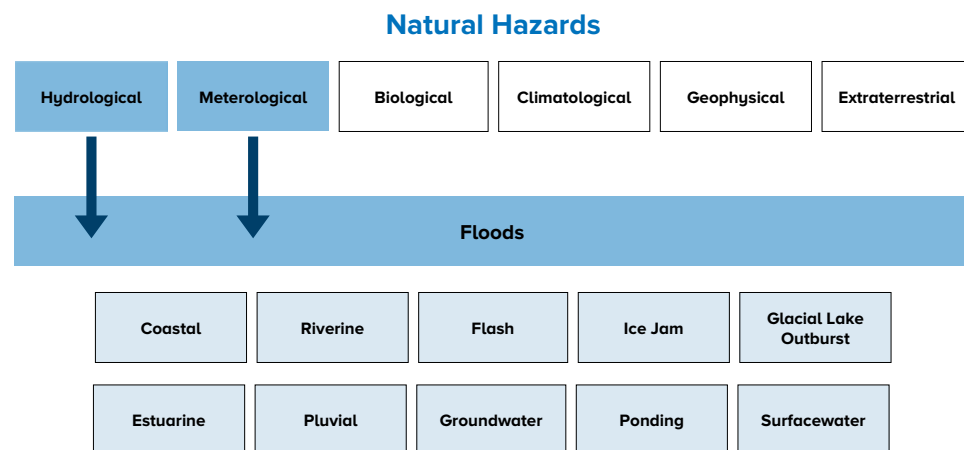 Natural Hazards
Hydrological
Meterological
Biological
Climatological
Geophysical
Extraterrestrial
Floods
Coastal
Riverine
Flash
Ice Jam
Glacial Lake
Outburst
Estuarine
Pluvial
Groundwater
Ponding
Surfacewater